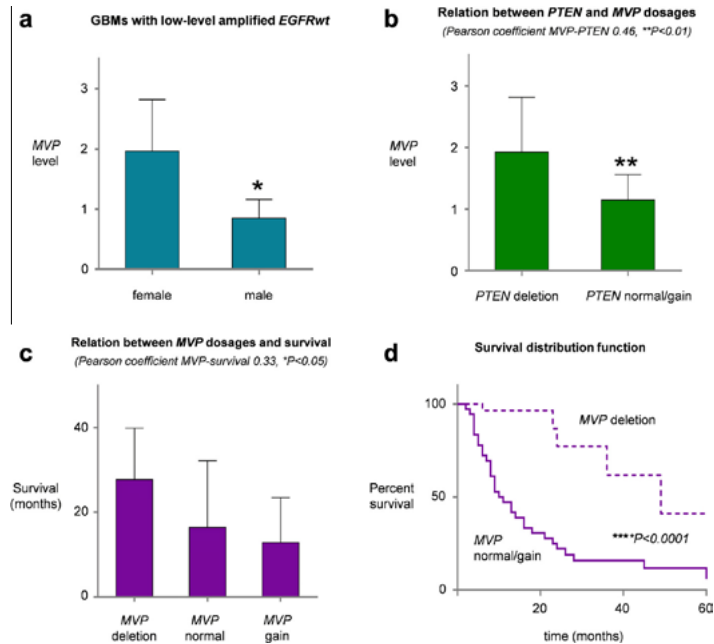 a
GBMs with low-level amplified EGFRwt
MVP
level
3
2
1
0
*
female
male
b
Relation between PTEN and MVP dosages
(Pearson coefficient MVP-PTEN 0.46, **P<0.01)
MVP
level
3
2
1
0
**
PTEN deletion
PTEN normal/gain
c
Relation between MVP dosages and survival
(Pearson coefficient MVP-survival 0.33, *P<0.05)
Survival
(months)
40
20
0
MVP
deletion
MVP
normal
MVP
gain
d
Survival distribution function
Percent
survival
100
50
0
MVP deletion
MVP
normal/gain
****P<0.0001
20
40
60
time (months)